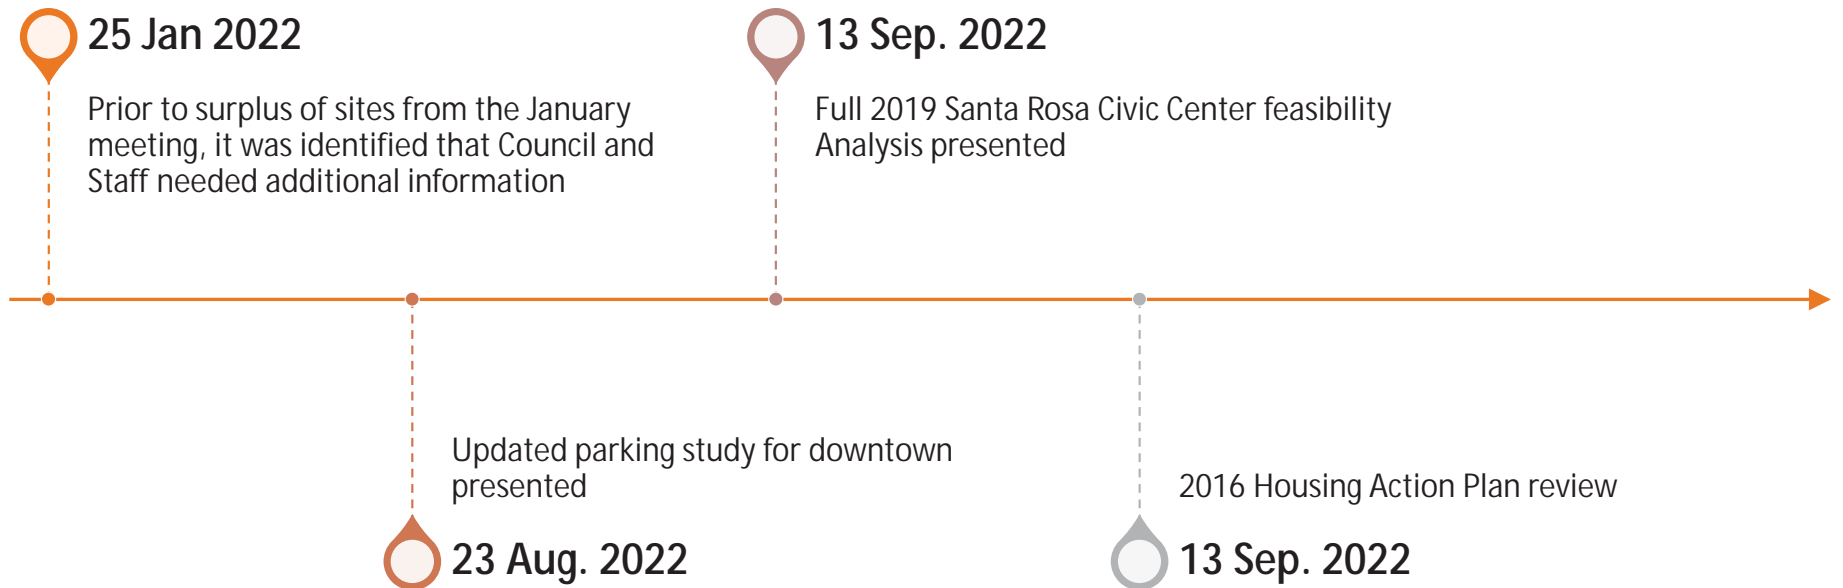 25 Jan 2022
Prior to surplus of sites from the January
meeting, it was identified that Council and
Staff needed additional information
13 Sep. 2022
Full 2019 Santa Rosa Civic Center feasibility
Analysis presented
Updated parking study for downtown
presented
23 Aug. 2022
2016 Housing Action Plan review
13 Sep. 2022